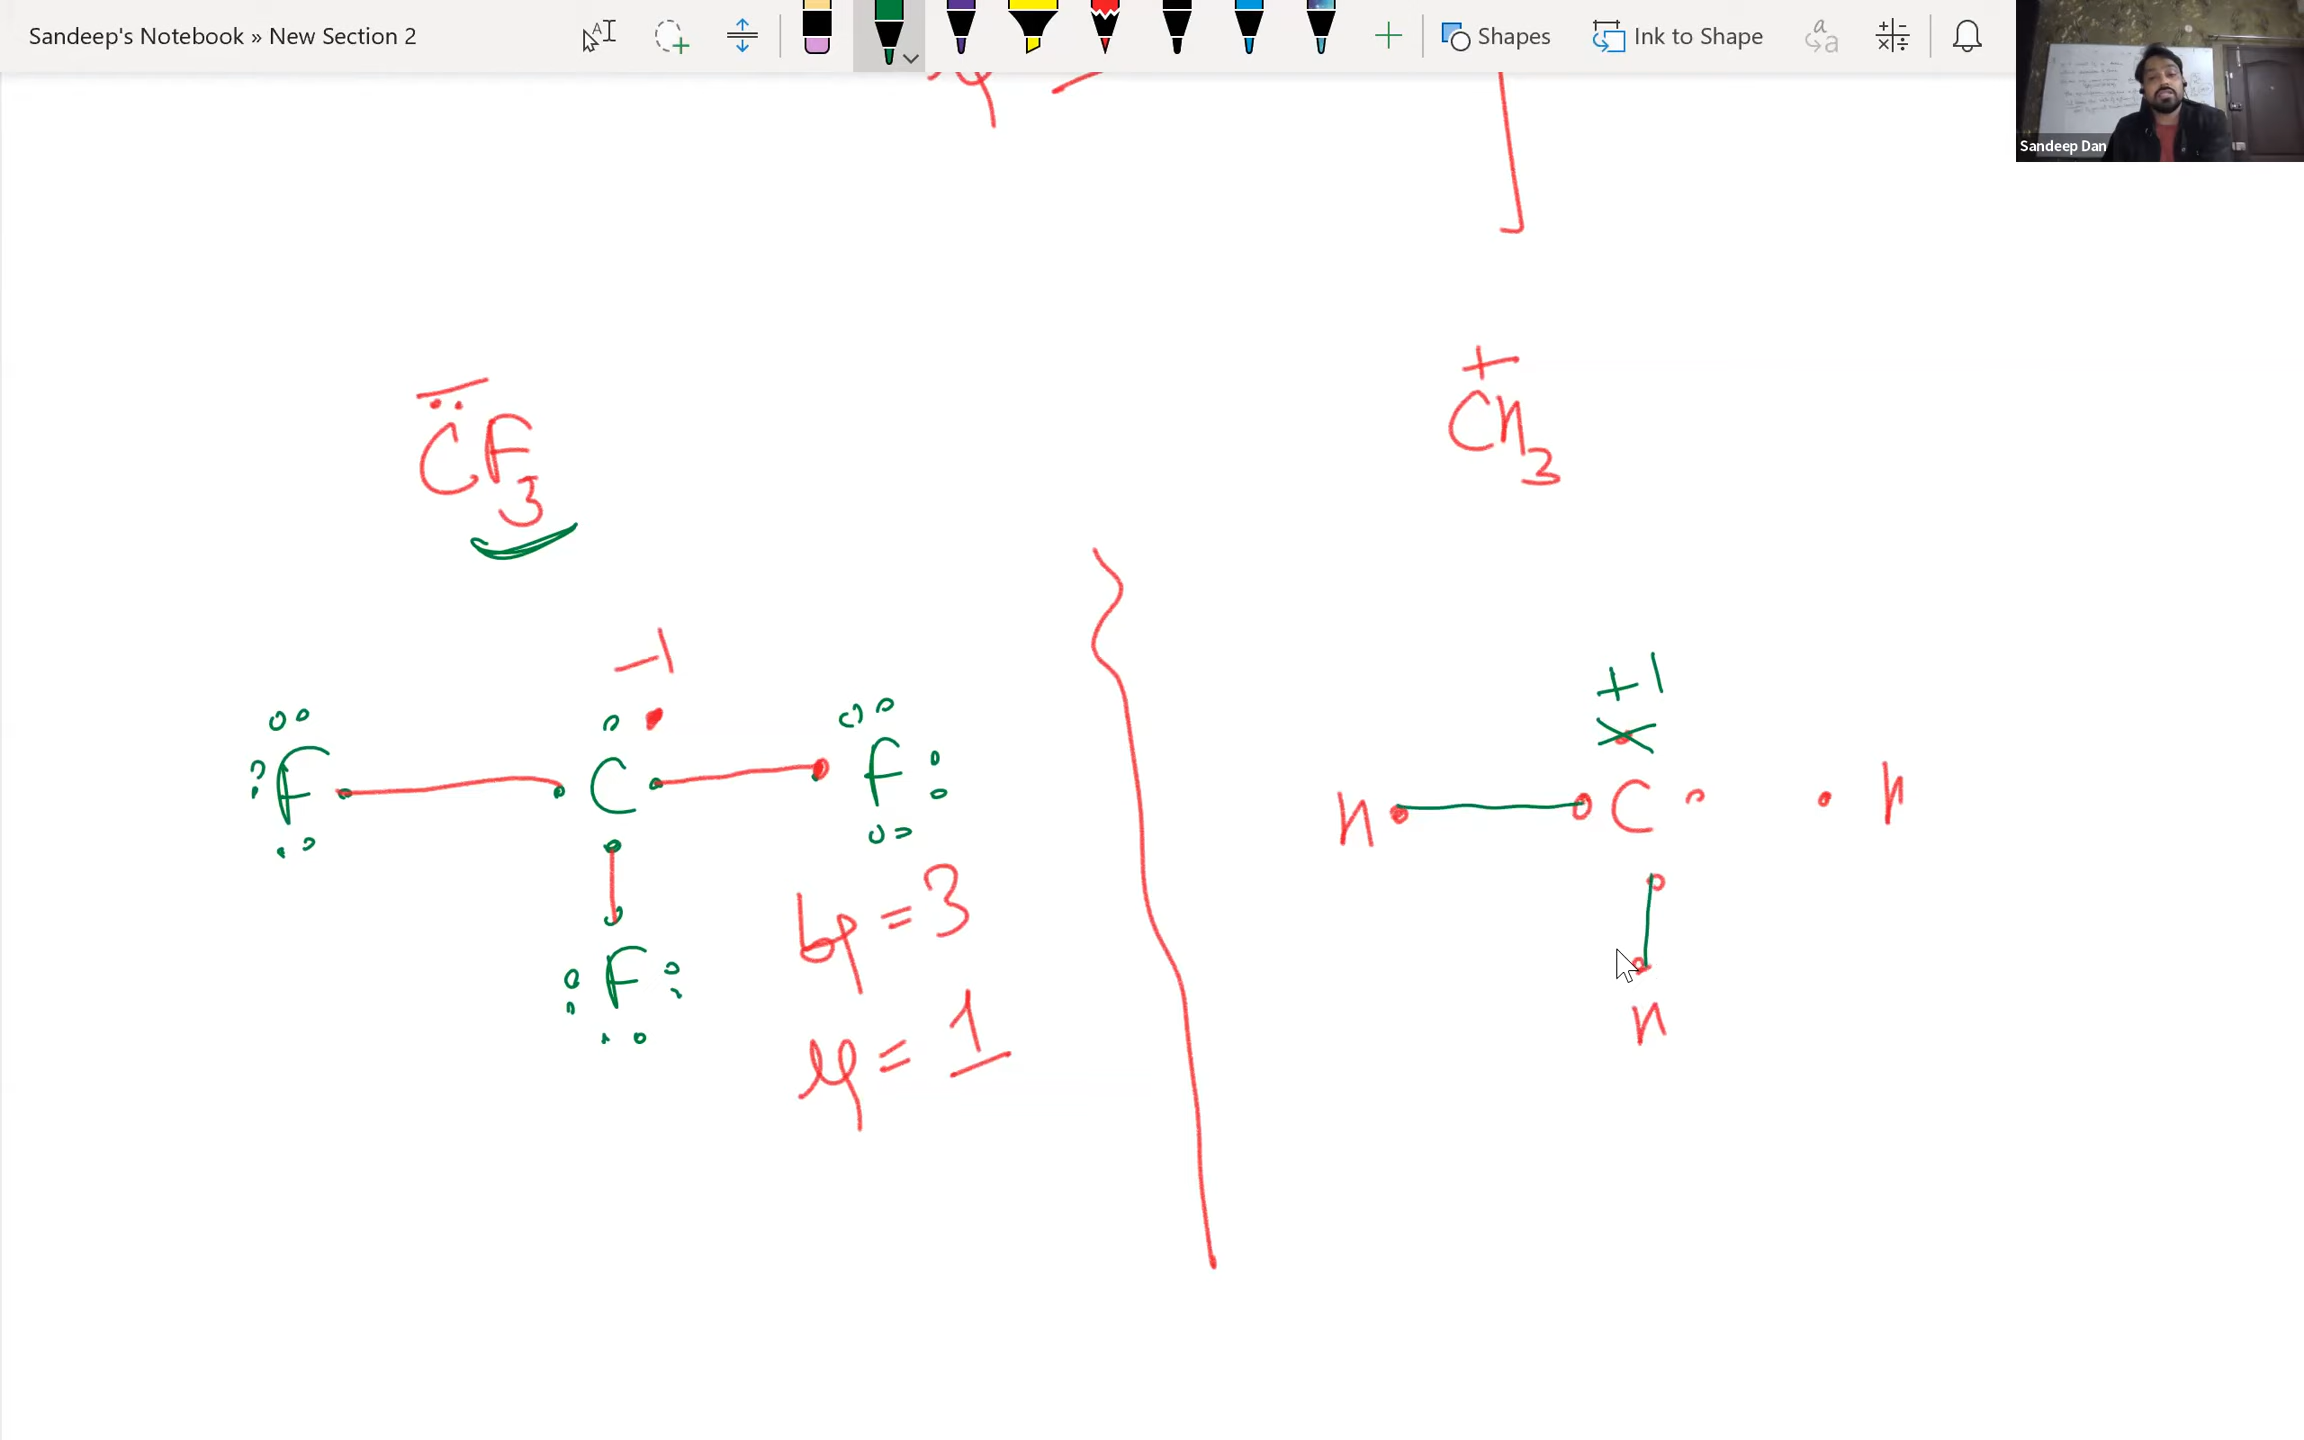 Sandeep's Notebook » New Section 2
Shapes
Ink to Shape
Sandeep Dan
lp
CF3
+
CH3
-1
F C F
F
bp = 3
lp = 1
+1
H C H
H